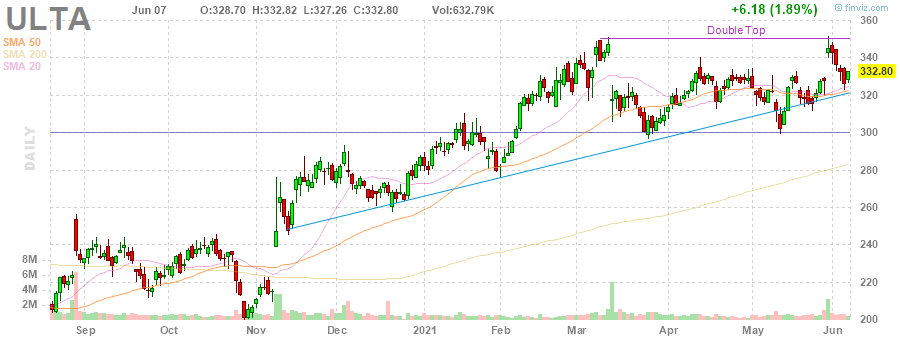 ULTA
Jun 07 O:328.70 H:332.82 L:327.26 C:332.80 Vol:632.79K +6.18 (1.89%) finviz.com
SMA 50
SMA 200
SMA 20
DAILY
Double Top
360
340
332.80
320
300
280
260
240
220
200
8M
6M
4M
2M
Sep Oct Nov Dec 2021 Feb Mar Apr May Jun